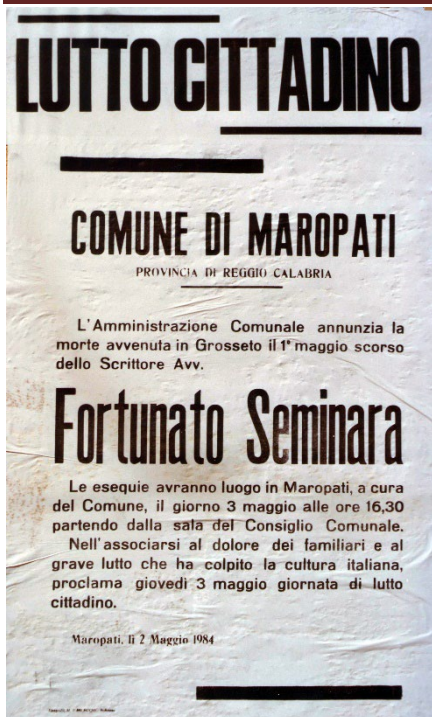 LUTTO CITTADINO
COMUNE DI MAROPATI
PROVINCIA DI REGGIO CALABRIA
L'Amministrazione Comunale annunzia la
morte avvenuta in Grosseto il 1º maggio scorso
dello Scrittore Avv.
Fortunato Seminara
Le esequie avranno luogo in Maropati, a cura
del Comune, il giorno 3 maggio alle ore 16,30
partendo dalla sala del Consiglio Comunale.
Nell'associarsi al dolore dei familiari e al
grave lutto che ha colpito la cultura italiana,
proclama giovedì 3 maggio giornata di lutto
cittadino.
Maropati, lì 2 Maggio 1984